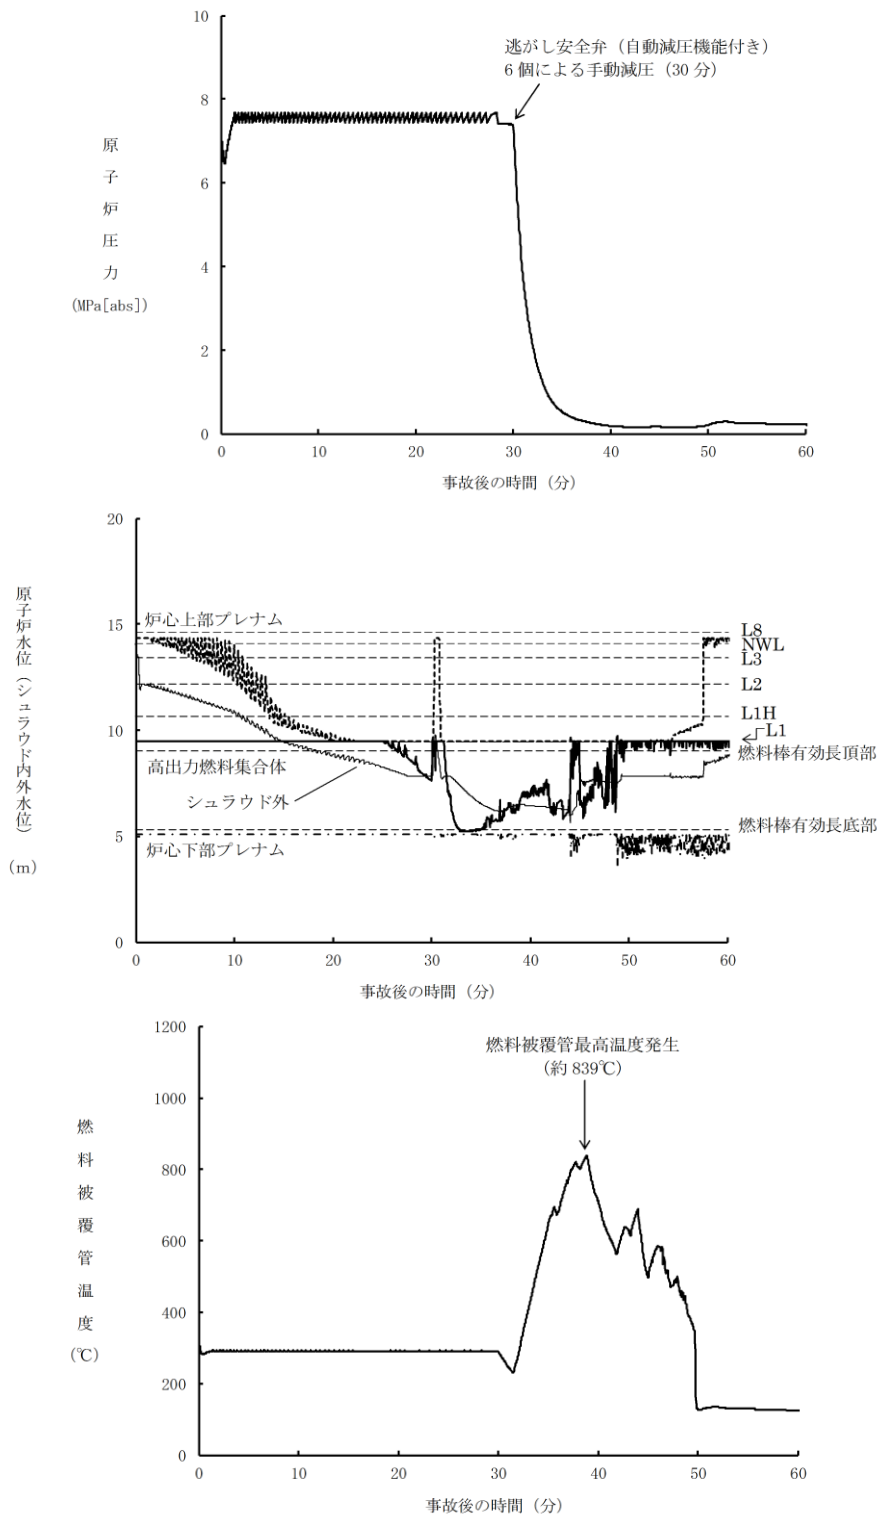 10
8
6
4
2
0
原子炉圧力
(MPa[abs])
逃がし安全弁（自動減圧機能付き）
6個による手動減圧（30分）
0 10 20 30 40 50 60
事故後の時間（分）
20
15
10
5
0
原子炉水位（シュラウド内外水位）
（m）
炉心上部プレナム
高出力燃料集合体
シュラウド外
炉心下部プレナム
L8
NWL
L3
L2
L1H
L1
燃料棒有効長頂部
燃料棒有効長底部
0 10 20 30 40 50 60
事故後の時間（分）
1200
1000
800
600
400
200
0
燃料被覆管温度
(℃)
燃料被覆管最高温度発生
（約839℃）
0 10 20 30 40 50 60
事故後の時間（分）